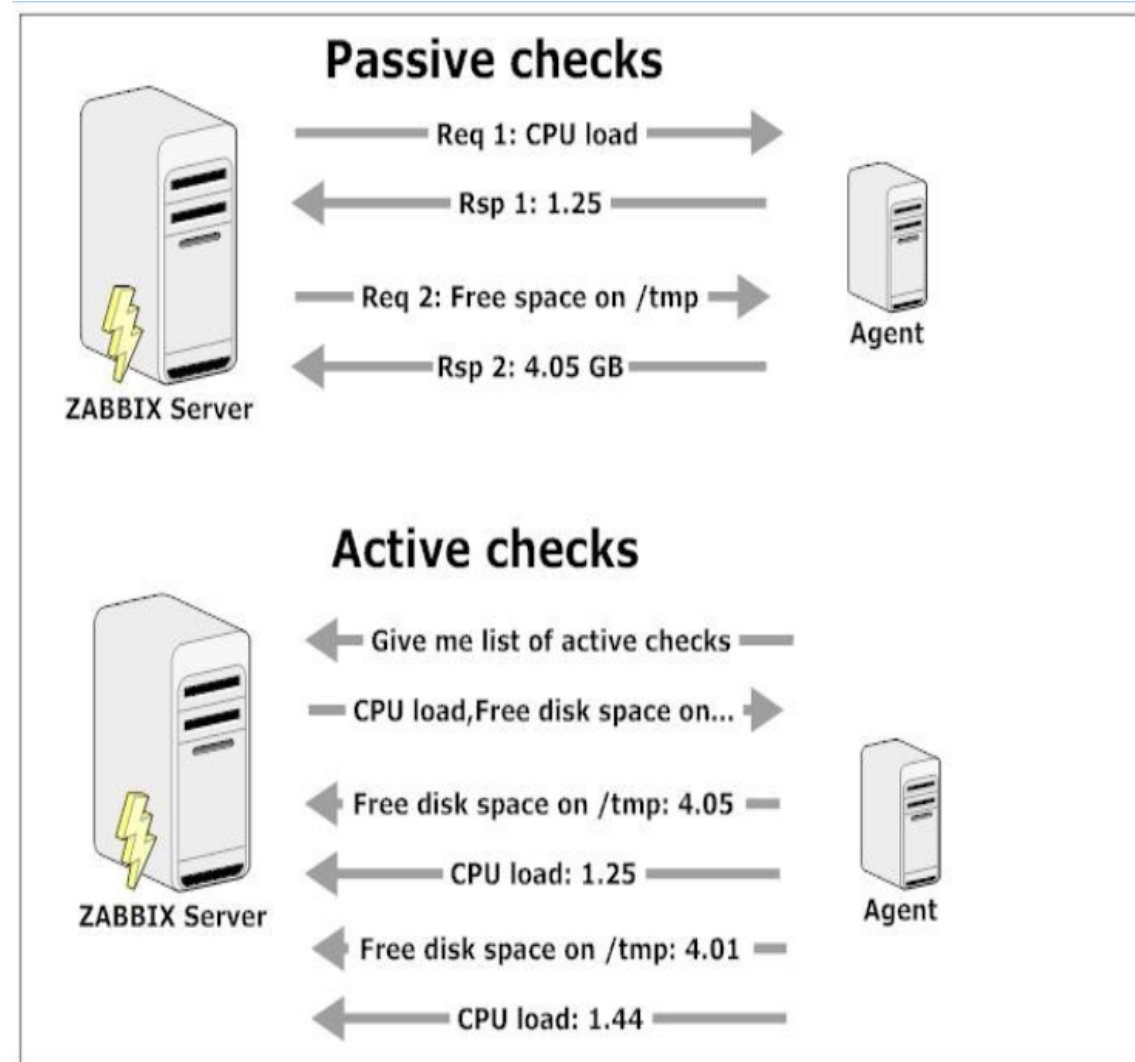 Passive checks
Req 1: CPU load
Rsp 1: 1.25
Req 2: Free space on /tmp
Rsp 2: 4.05 GB
ZABBIX Server
Agent
Active checks
Give me list of active checks
CPU load,Free disk space on...
Free disk space on /tmp: 4.05
CPU load: 1.25
Free disk space on /tmp: 4.01
CPU load: 1.44
ZABBIX Server
Agent